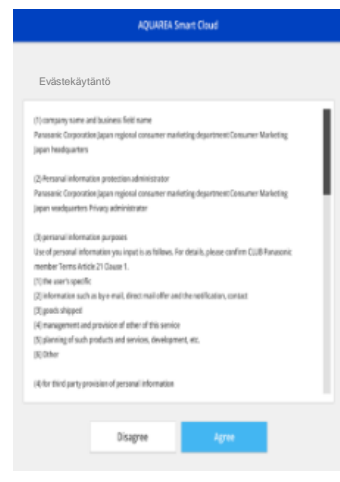 AQUAREA Smart Cloud
Evästekäytäntö
(1) company name and business field name
Panasonic Corporation Japan regional consumer marketing department Consumer Marketing
Japan headquarters
(2) Personal information protection administrator
Panasonic Corporation Japan regional consumer marketing department Consumer Marketing
Japan headquarters Privacy administrator
(3) personal information purposes
Use of personal information you input is as follows. For details, please confirm CLUB Panasonic
member Terms Article 21 Clause 1.
(1) the user's specific
(2) information such as by e-mail, direct mail offer and the notification, contact
(3) goods shipped
(4) management and provision of other of this service
(5) planning of such products and services, development, etc.
(6) Other
(4) for third party provision of personal information
Disagree
Agree